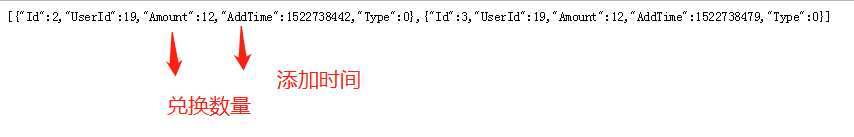 [{"Id":2,"UserId":19,"Amount":12,"AddTime":1522738442,"Type":0},{"Id":3,"UserId":19,"Amount":12,"AddTime":1522738479,"Type":0}]
添加时间
兑换数量